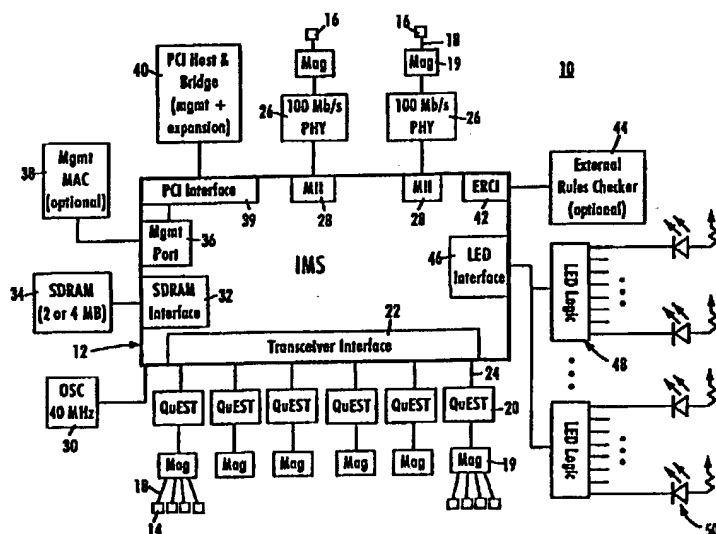 16
16
18
Mag
Mag
19
10
PCI Host &
Bridge
(mgmt +
expansion)
40
26
100 Mb/s
PHY
100 Mb/s
PHY
26
44
External
Rules Checker
(optional)
38
Mgmt
MAC
(optional)
PCI Interface
39
MII
28
MII
28
ERCI
42
Mgmt
Port
36
IMS
46
LED
Interface
34
SDRAM
(2 or 4 MB)
SDRAM
Interface
32
12
22
Transceiver Interface
24
LED Logic
48
OSC
40 MHz
30
QuEST
QuEST
QuEST
QuEST
QuEST
QuEST
20
Mag
Mag
Mag
Mag
Mag
Mag
19
18
14
LED Logic
50